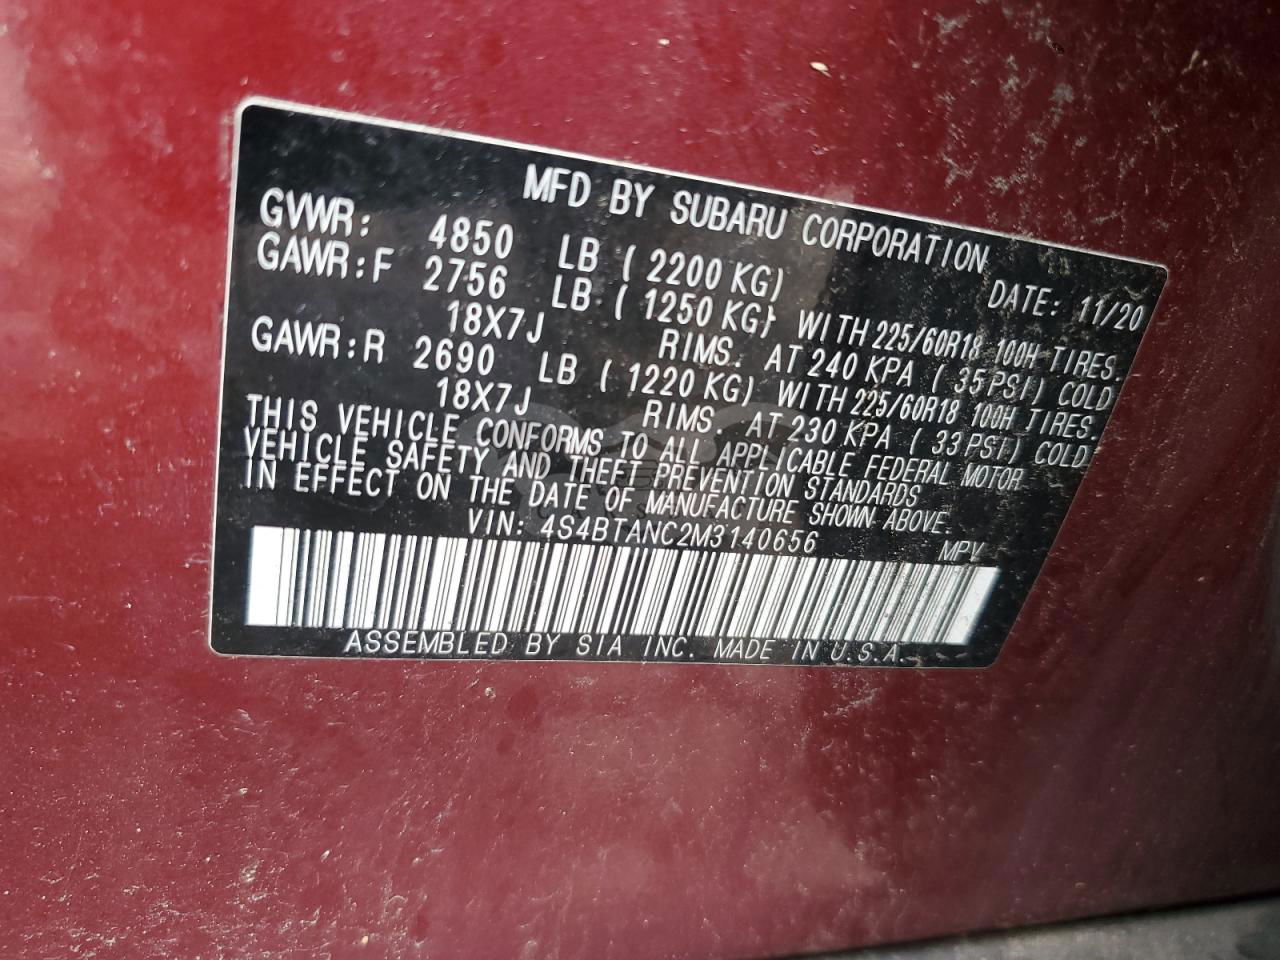 MFD BY SUBARU CORPORATION
GVWR: 4850 LB ( 2200 KG) DATE: 11/20
GAWR:F 2756 LB ( 1250 KG) WITH 225/60R18 100H TIRES.
18X7J RIMS. AT 240 KPA ( 35 PSI) COLD
GAWR:R 2690 LB ( 1220 KG) WITH 225/60R18 100H TIRES.
18X7J RIMS. AT 230 KPA ( 33 PSI) COLD
THIS VEHICLE CONFORMS TO ALL APPLICABLE FEDERAL MOTOR
VEHICLE SAFETY AND THEFT PREVENTION STANDARDS
IN EFFECT ON THE DATE OF MANUFACTURE SHOWN ABOVE.
VIN: 4S4BTANC2M3140656 MPV
ASSEMBLED BY SIA INC. MADE IN U.S.A.